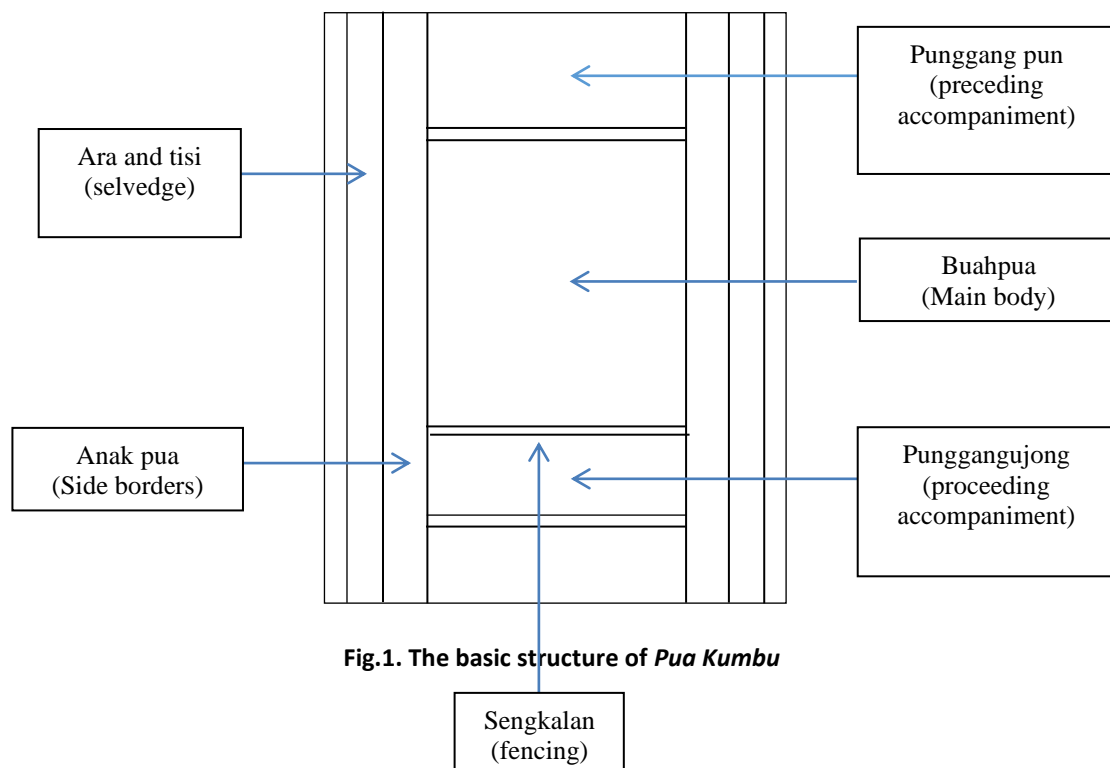 Punggang pun
(preceding
accompaniment)
Ara and tisi
(selvedge)
Buahpua
(Main body)
Anak pua
(Side borders)
Punggangujong
(proceeding
accompaniment)
Fig.1. The basic structure of Pua Kumbu
Sengkalan
(fencing)